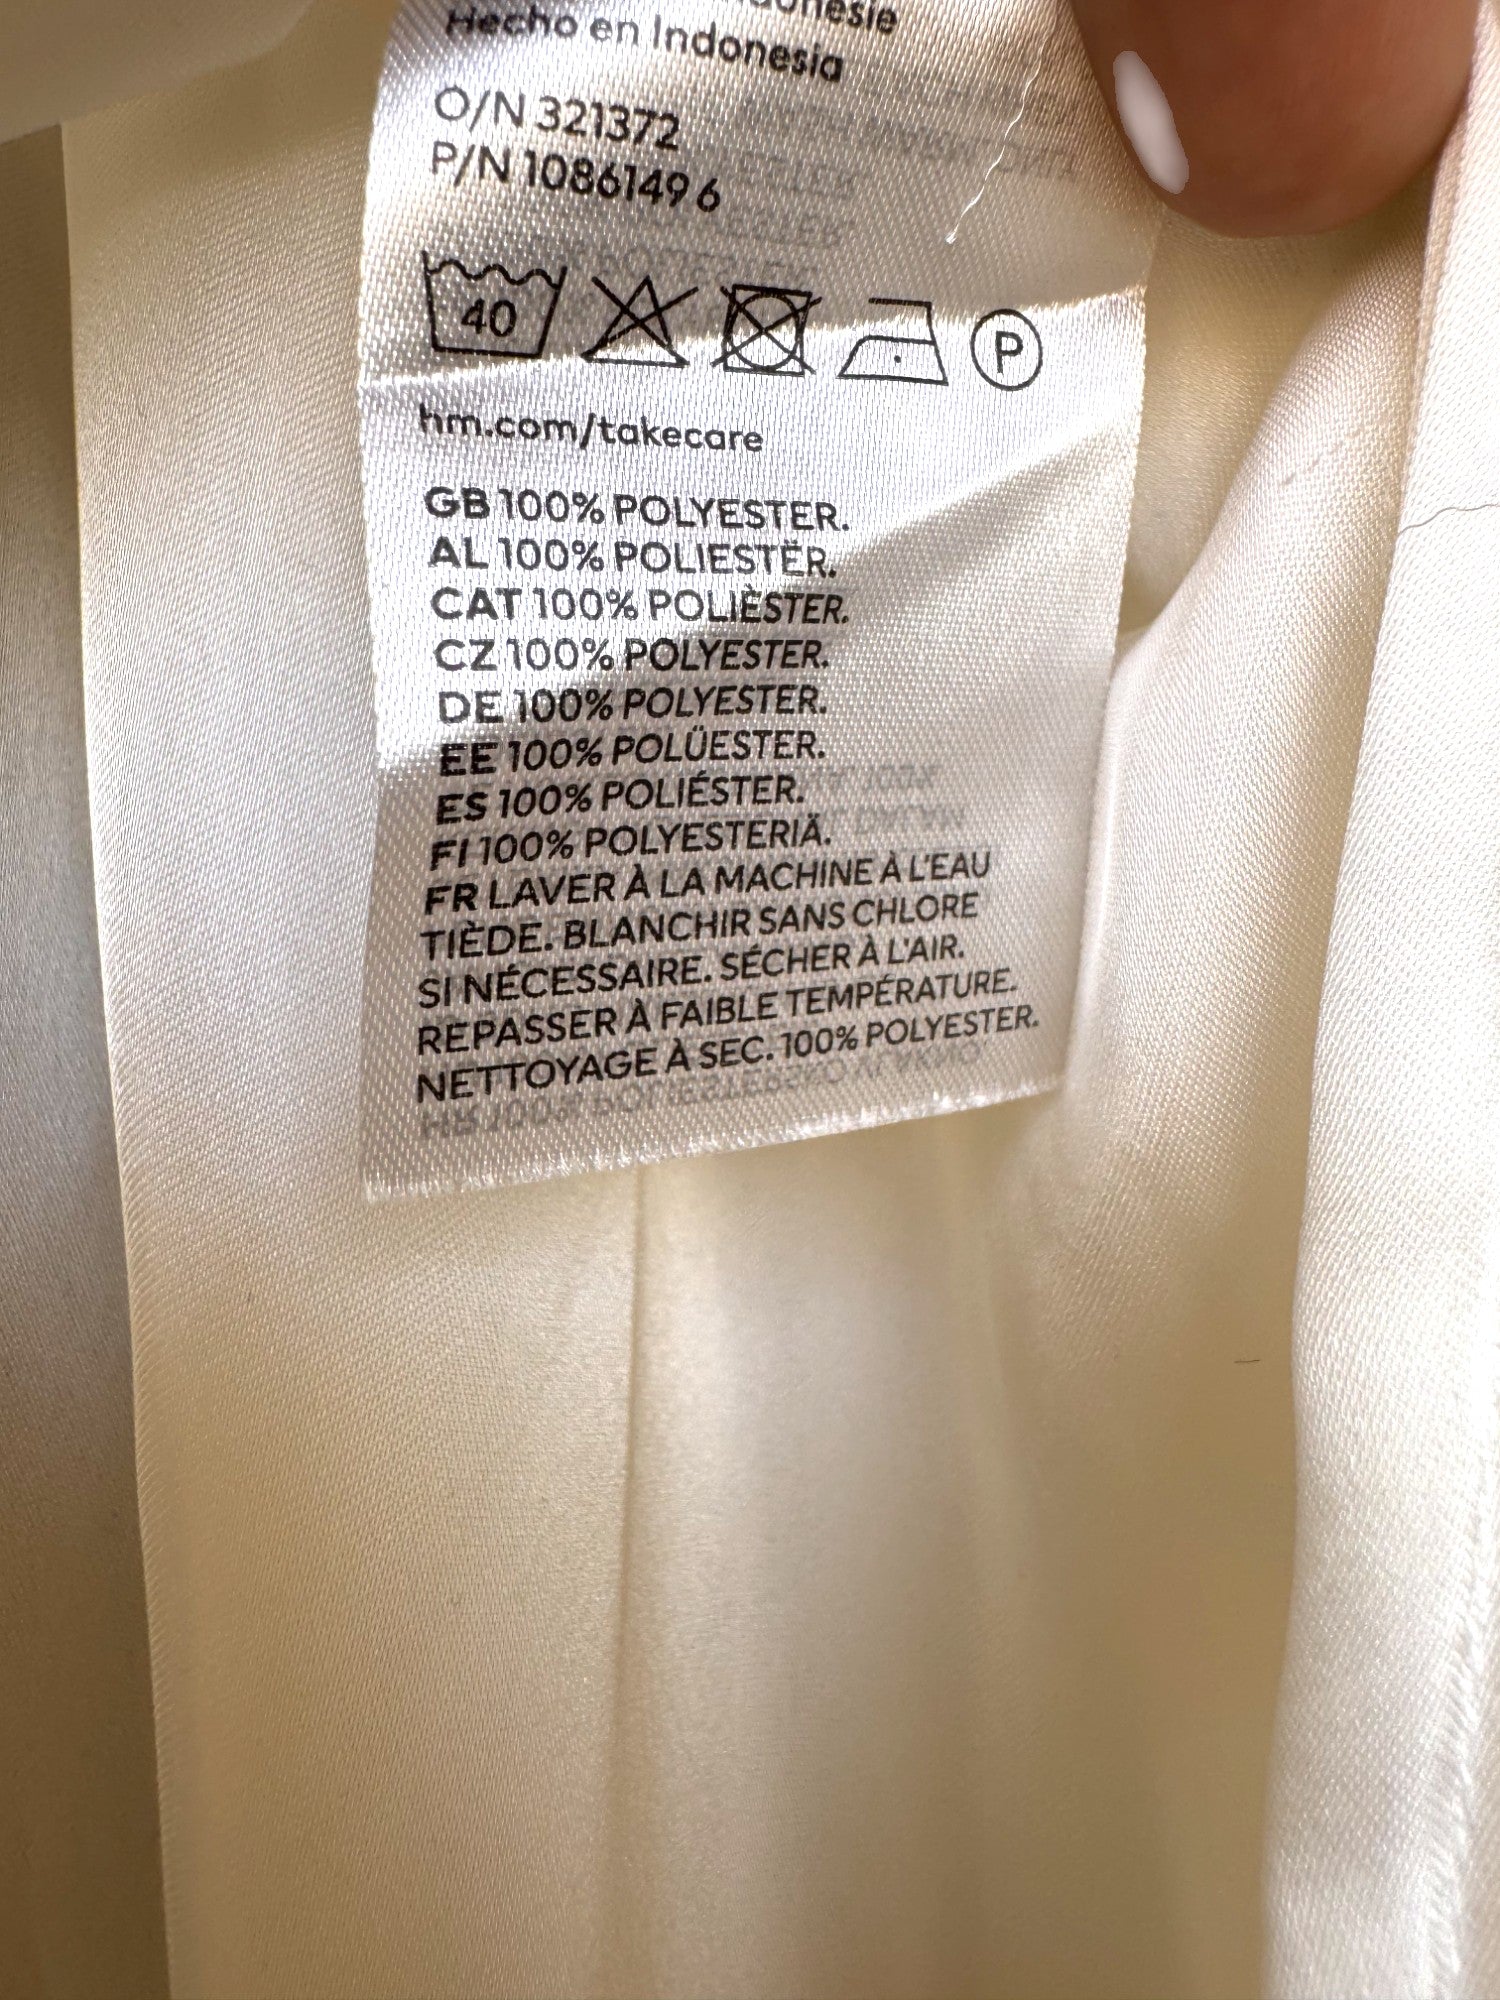 Hecho en Indonesia
O/N 321372
P/N 1086149 6
40
P
hm.com/takecare
GB 100% POLYESTER.
AL 100% POLIESTËR.
CAT 100% POLIÈSTER.
CZ 100% POLYESTER.
DE 100% POLYESTER.
EE 100% POLÜESTER.
ES 100% POLIÉSTER.
FI 100% POLYESTERIÄ.
FR LAVER À LA MACHINE À L'EAU
TIÈDE. BLANCHIR SANS CHLORE
SI NÉCESSAIRE. SÉCHER À L'AIR.
REPASSER À FAIBLE TEMPÉRATURE.
NETTOYAGE À SEC. 100% POLYESTER.